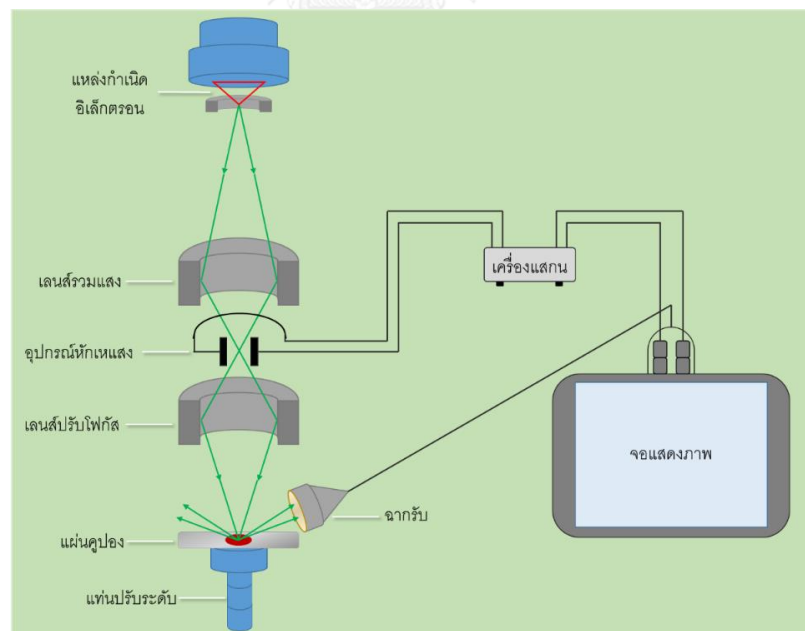 แหล่งกำเนิด
อิเล็กตรอน
เลนส์รวมแสง
เครื่องแสกน
อุปกรณ์หักเหแสง
เลนส์ปรับโฟกัส
จอแสดงภาพ
ฉากรับ
แผ่นคูปอง
แท่นปรับระดับ